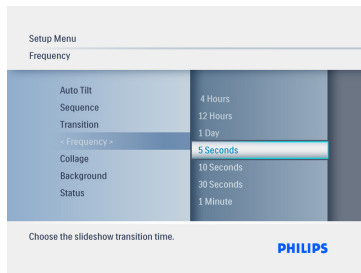 Setup Menu
Frequency
Auto Tilt
Sequence
Transition
< Frequency >
Collage
Background
Status
4 Hours
12 Hours
1 Day
5 Seconds
10 Seconds
30 Seconds
1 Minute
Choose the slideshow transition time.
PHILIPS